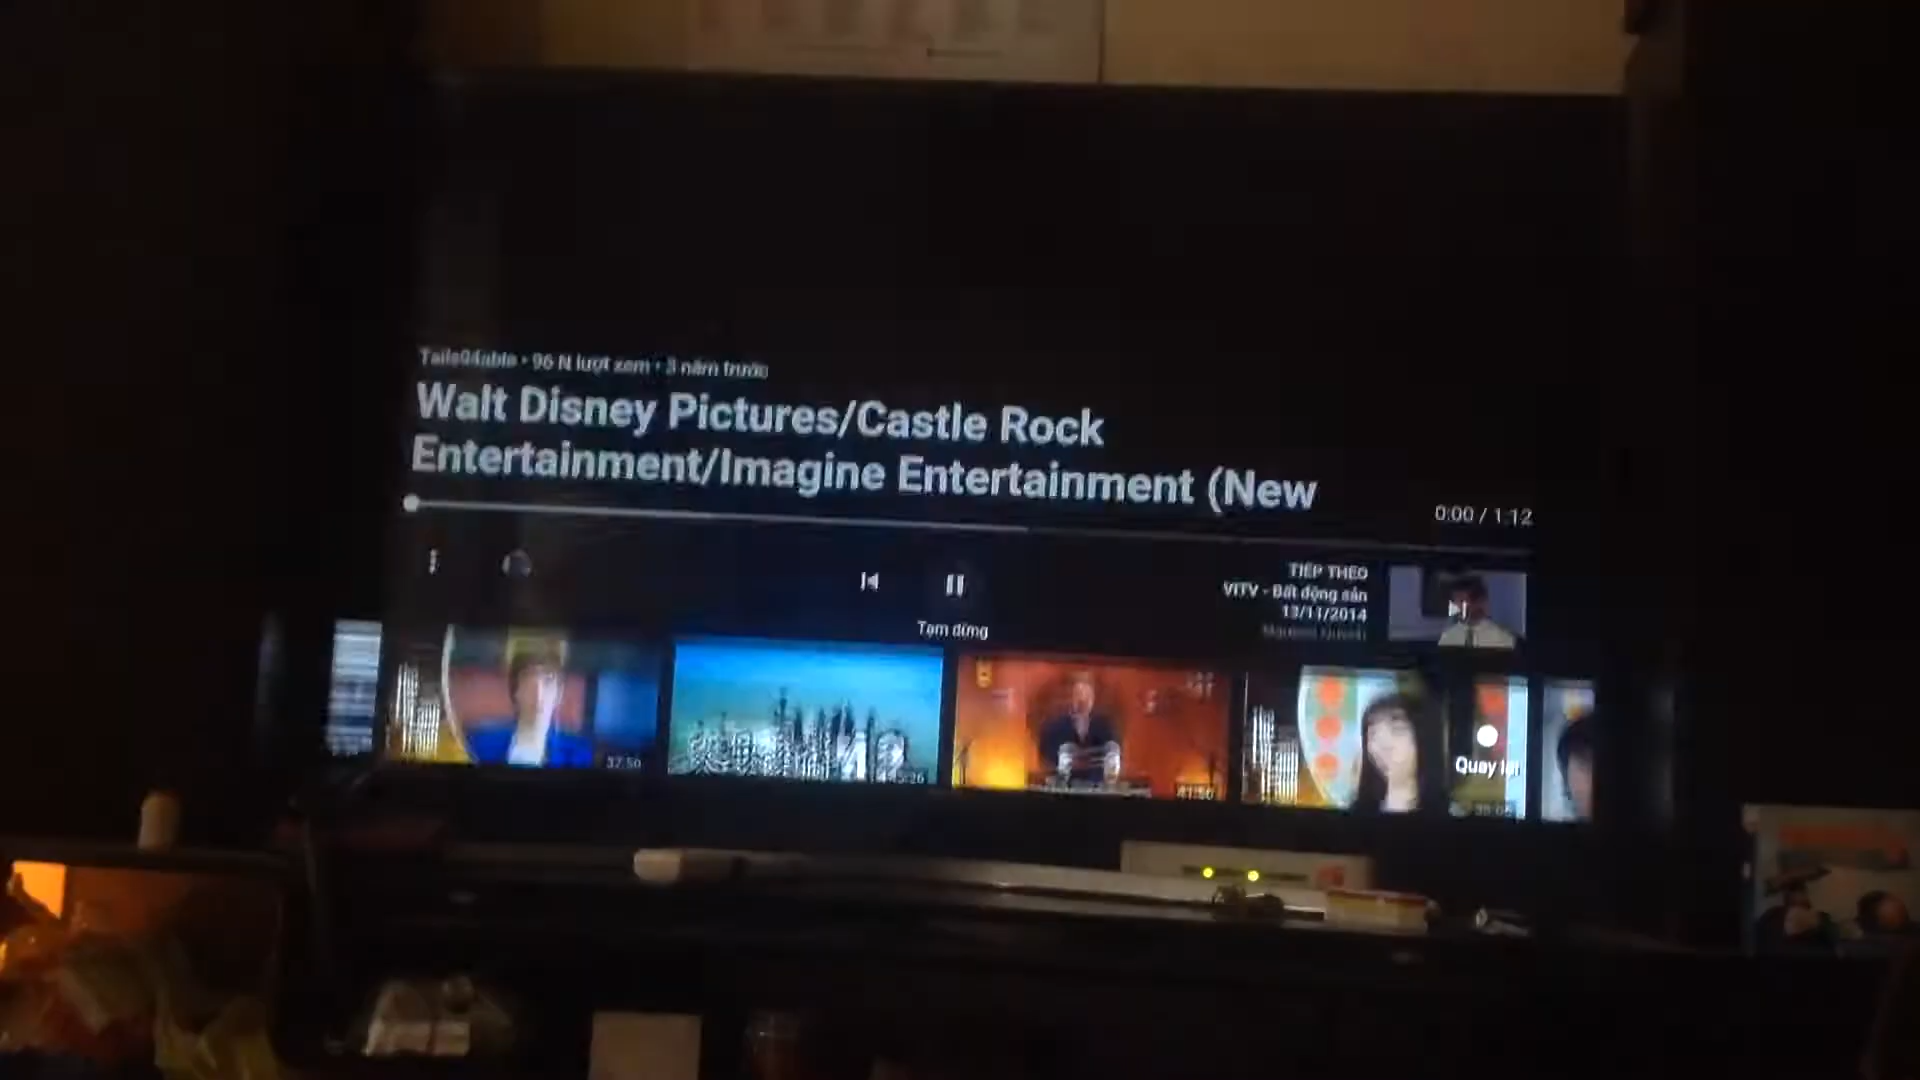 Tails04able • 96 N lượt xem • 3 năm trước
Walt Disney Pictures/Castle Rock
Entertainment/Imagine Entertainment (New
0:00 / 1:12
TIẾP THEO
VITV - Bất động sản
13/11/2014
Tạm dừng
Quay lại
37:50
41:50